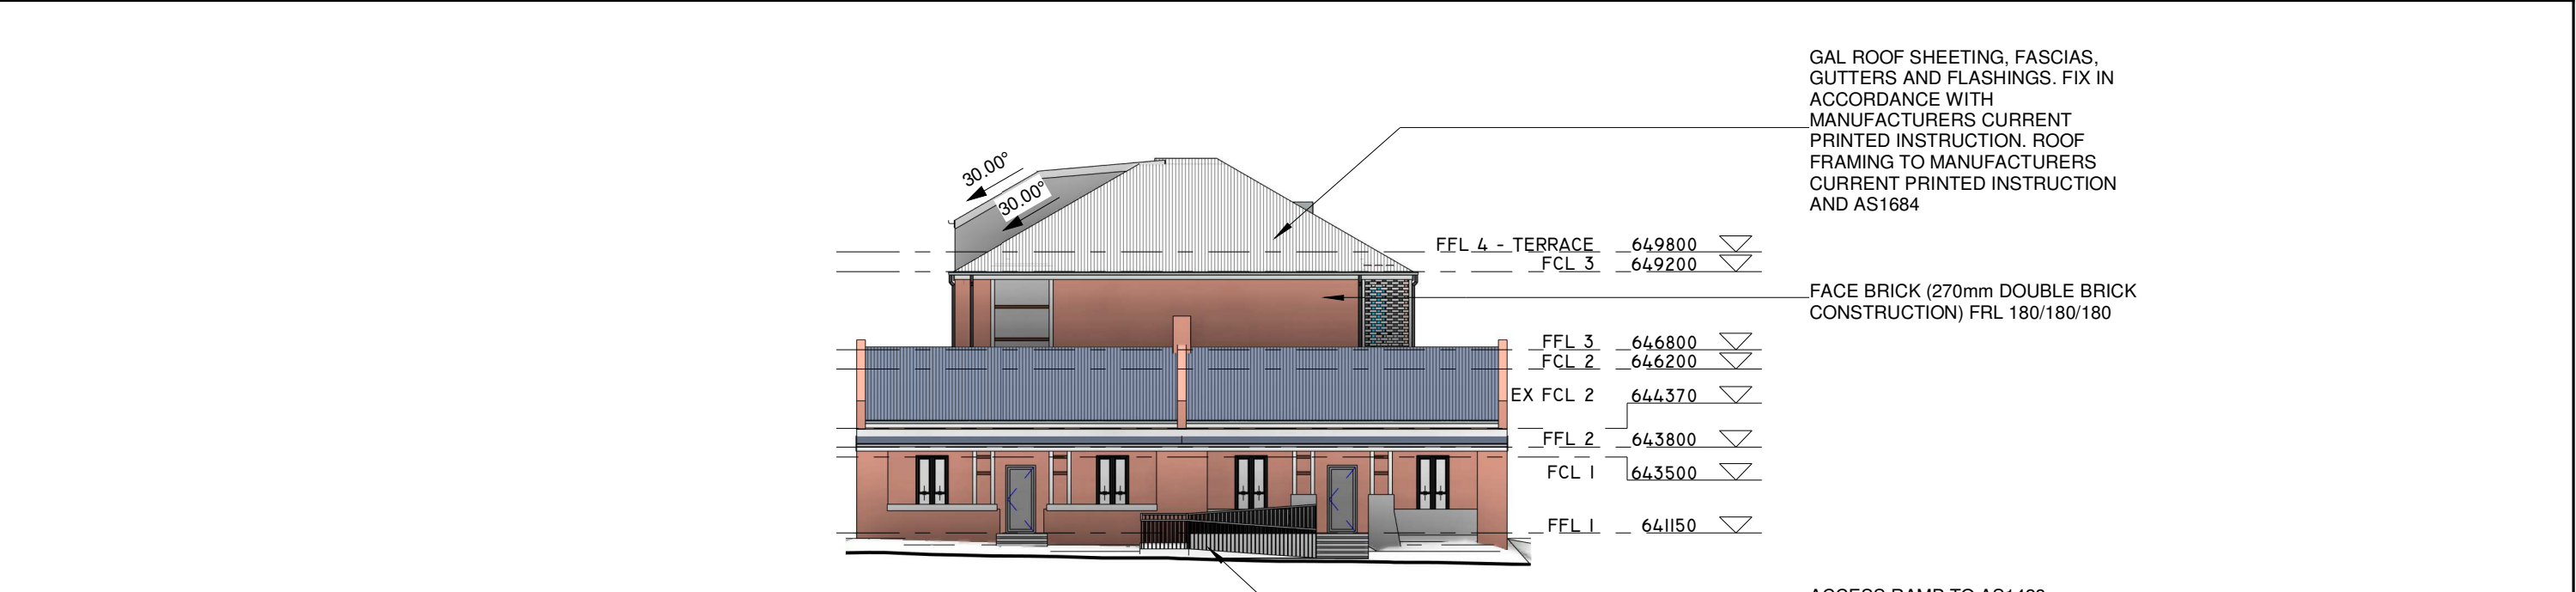 GAL ROOF SHEETING, FASCIAS,
GUTTERS AND FLASHINGS. FIX IN
ACCORDANCE WITH
MANUFACTURERS CURRENT
PRINTED INSTRUCTION. ROOF
FRAMING TO MANUFACTURERS
CURRENT PRINTED INSTRUCTION
AND AS1684
30.00°
30.00°
FFL 4 - TERRACE 649800
FCL 3 649200
FACE BRICK (270mm DOUBLE BRICK
CONSTRUCTION) FRL 180/180/180
FFL 3 646800
FCL 2 646200
EX FCL 2 644370
FFL 2 643800
FCL 1 643500
FFL 1 641150
ACCESS RAMP TO